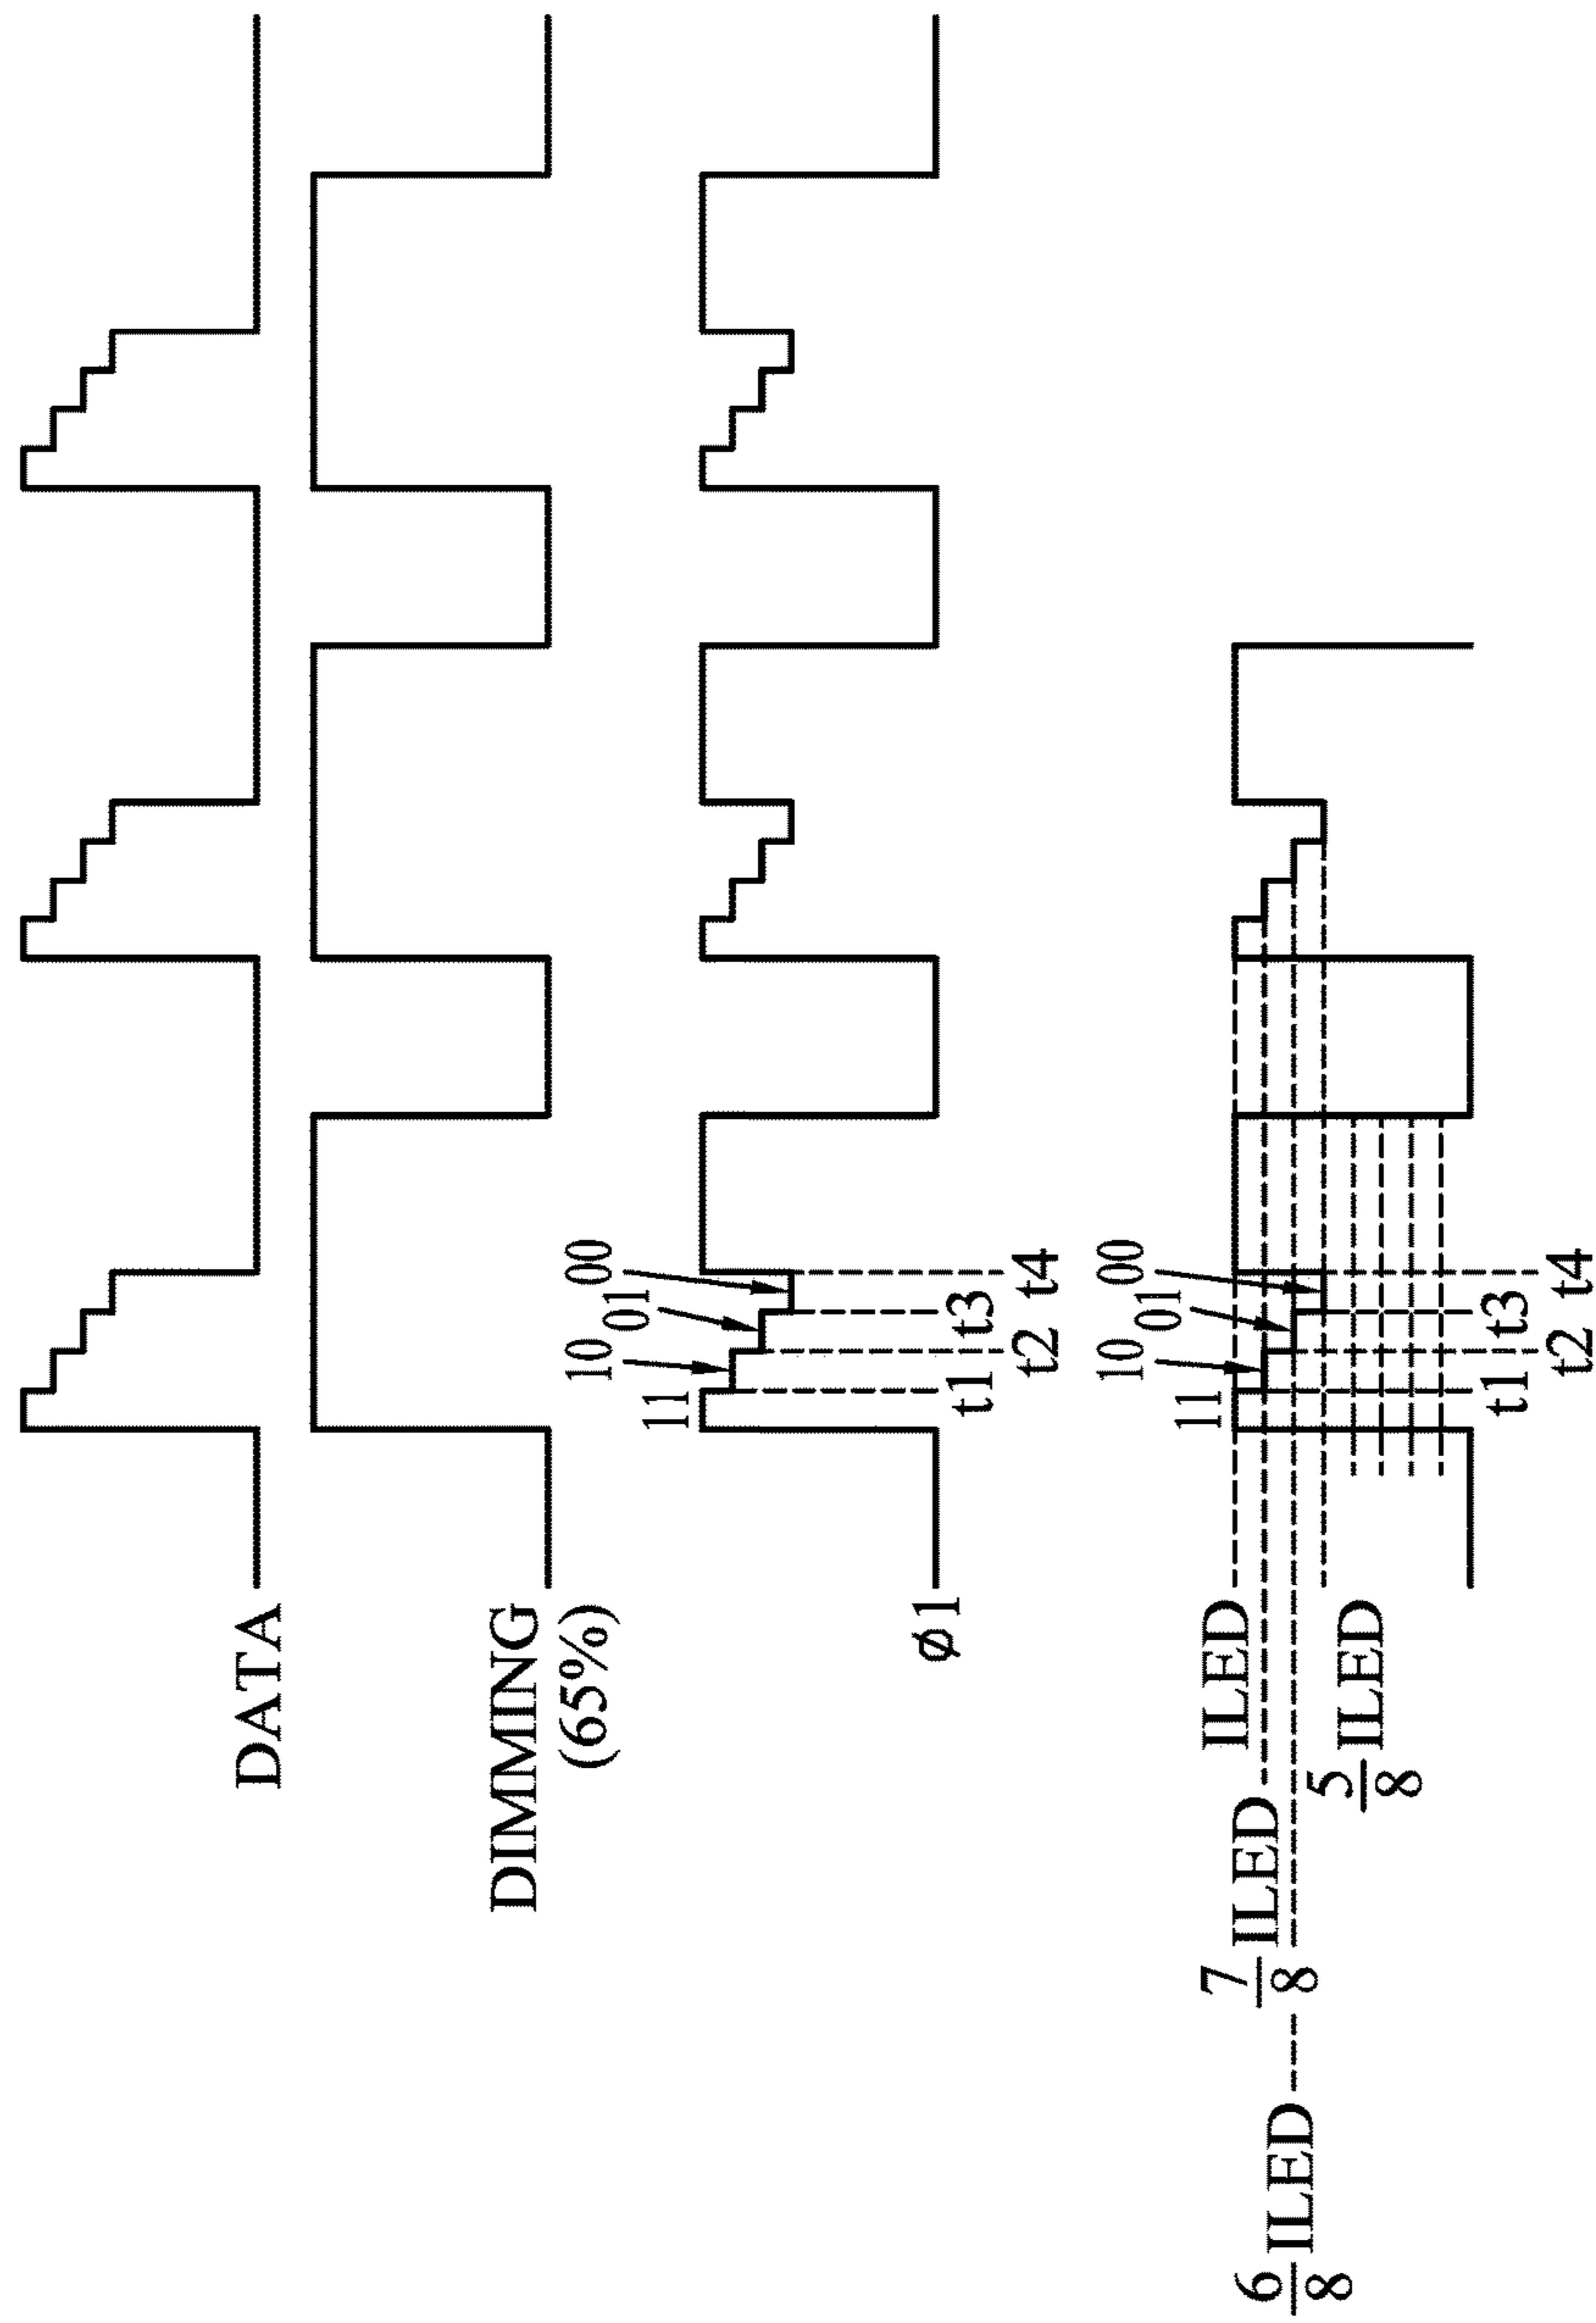 DATA
DIMMING
(65%)
10
01
00
11
ø1
t1
t3
t2
t4
10
01
00
11
ILED
7/8 ILED
6/8 ILED
5/8 ILED
t1
t3
t2
t4